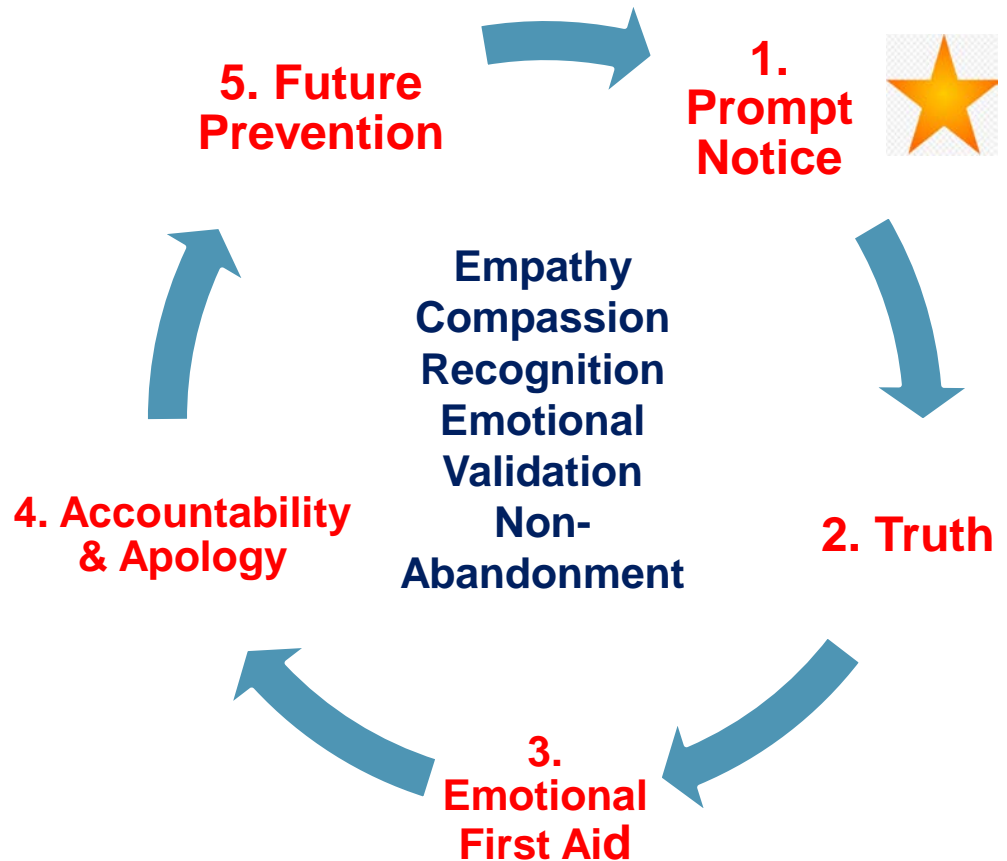 1.
Prompt
Notice
2. Truth
3.
Emotional
First Aid
4. Accountability
& Apology
5. Future
Prevention
Empathy
Compassion
Recognition
Emotional
Validation
Non-
Abandonment